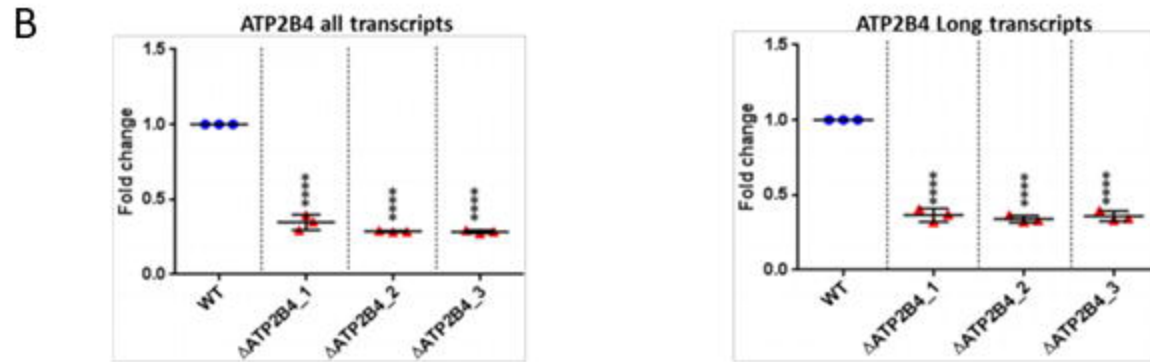 B
ATP2B4 all transcripts
Fold change
1.5
1.0
0.5
0.0
****
****
****
WT
ΔATP2B4_1
ΔATP2B4_2
ΔATP2B4_3
ATP2B4 Long transcripts
Fold change
1.5
1.0
0.5
0.0
****
****
****
WT
ΔATP2B4_1
ΔATP2B4_2
ΔATP2B4_3